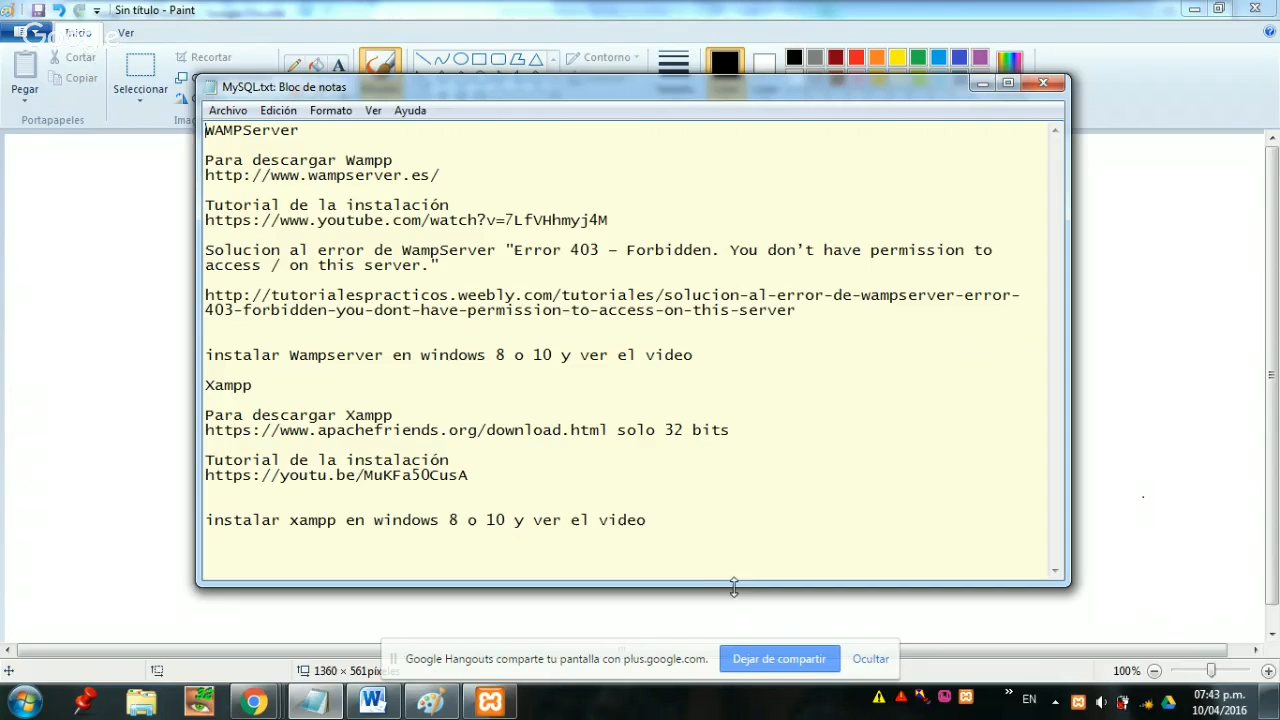 Sin título - Paint
Google
Inicio
Ver
Cortar
Copiar
Pegar
Portapapeles
Recortar
Seleccionar
Contorno
MySQL.txt: Bloc de notas
Archivo Edición Formato Ver Ayuda
WAMPServer
Para descargar Wampp
http://www.wampserver.es/
Tutorial de la instalación
https://www.youtube.com/watch?v=7LfVHhmyj4M
Solucion al error de WampServer "Error 403 – Forbidden. You don’t have permission to
access / on this server."
http://tutorialespracticos.weebly.com/tutoriales/solucion-al-error-de-wampserver-error-
403-forbidden-you-dont-have-permission-to-access-on-this-server
instalar Wampserver en windows 8 o 10 y ver el video
Xampp
Para descargar Xampp
https://www.apachefriends.org/download.html solo 32 bits
Tutorial de la instalación
https://youtu.be/MuKFa50CusA
instalar xampp en windows 8 o 10 y ver el video
Google Hangouts comparte tu pantalla con plus.google.com.
Dejar de compartir
Ocultar
1360 × 561píxeles
100%
EN
07:43 p.m.
10/04/2016